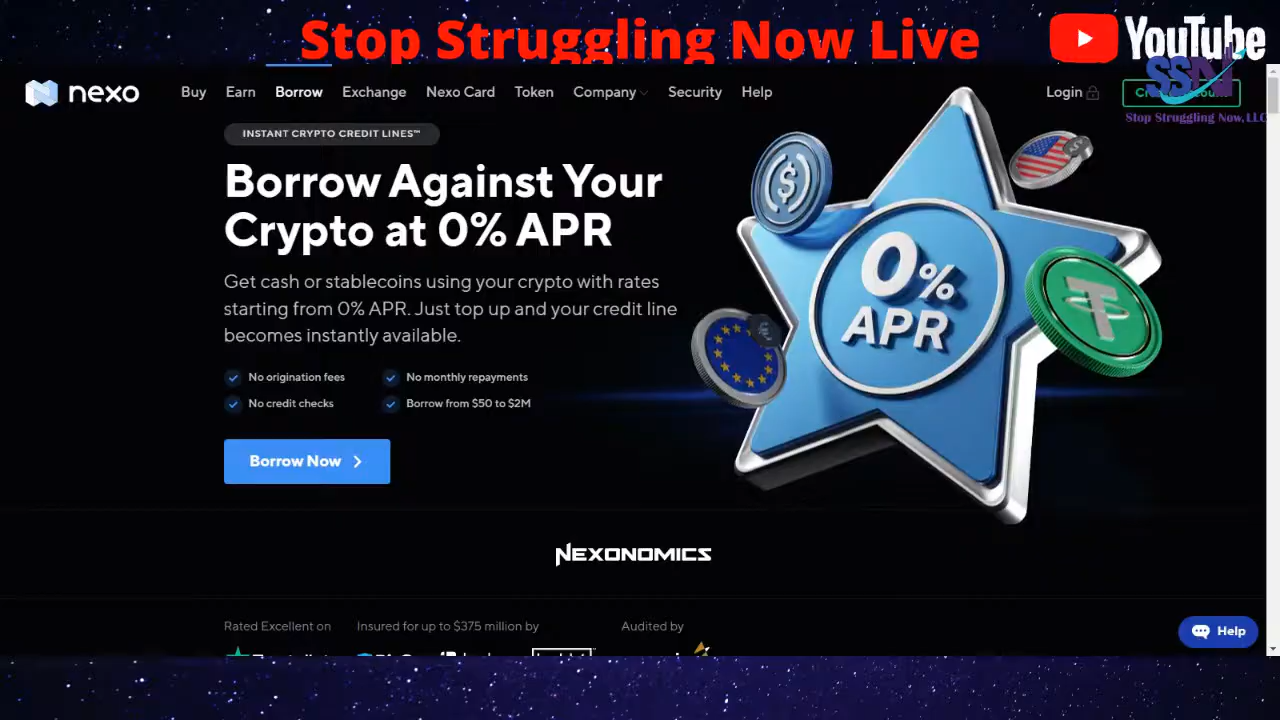 Stop Struggling Now Live
YouTube
nexo
Buy
Earn
Borrow
Exchange
Nexo Card
Token
Company
Security
Help
Login
SSN
Stop Struggling Now, LLC
INSTANT CRYPTO CREDIT LINES™
Borrow Against Your
Crypto at 0% APR
Get cash or stablecoins using your crypto with rates
starting from 0% APR. Just top up and your credit line
becomes instantly available.
No origination fees
No monthly repayments
No credit checks
Borrow from $50 to $2M
Borrow Now
0%
APR
NEXONOMICS
Rated Excellent on
Insured for up to $375 million by
Audited by
Help